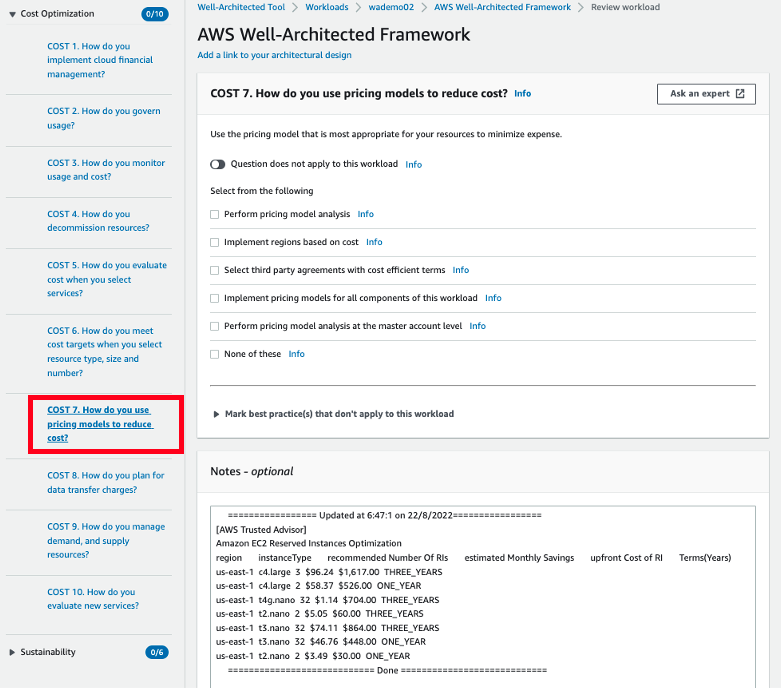 Cost Optimization 0/10
COST 1. How do you
implement cloud financial
management?
COST 2. How do you govern
usage?
COST 3. How do you monitor
usage and cost?
COST 4. How do you
decommission resources?
COST 5. How do you evaluate
cost when you select
services?
COST 6. How do you meet
cost targets when you select
resource type, size and
number?
COST 7. How do you use
pricing models to reduce
cost?
COST 8. How do you plan for
data transfer charges?
COST 9. How do you manage
demand, and supply
resources?
COST 10. How do you
evaluate new services?
Sustainability 0/6
Well-Architected Tool > Workloads > wademo02 > AWS Well-Architected Framework > Review workload
AWS Well-Architected Framework
Add a link to your architectural design
COST 7. How do you use pricing models to reduce cost? Info
Ask an expert
Use the pricing model that is most appropriate for your resources to minimize expense.
Question does not apply to this workload Info
Select from the following
Perform pricing model analysis Info
Implement regions based on cost Info
Select third party agreements with cost efficient terms Info
Implement pricing models for all components of this workload Info
Perform pricing model analysis at the master account level Info
None of these Info
Mark best practice(s) that don't apply to this workload
Notes - optional
================= Updated at 6:47:1 on 22/8/2022=================
[AWS Trusted Advisor]
Amazon EC2 Reserved Instances Optimization
region instanceType recommended Number Of RIs estimated Monthly Savings upfront Cost of RI Terms(Years)
us-east-1 c4.large 3 $96.24 $1,617.00 THREE_YEARS
us-east-1 c4.large 2 $58.37 $526.00 ONE_YEAR
us-east-1 t4g.nano 32 $1.14 $704.00 THREE_YEARS
us-east-1 t2.nano 2 $5.05 $60.00 THREE_YEARS
us-east-1 t3.nano 32 $74.11 $864.00 THREE_YEARS
us-east-1 t3.nano 32 $46.76 $448.00 ONE_YEAR
us-east-1 t2.nano 2 $3.49 $30.00 ONE_YEAR
============================ Done ============================